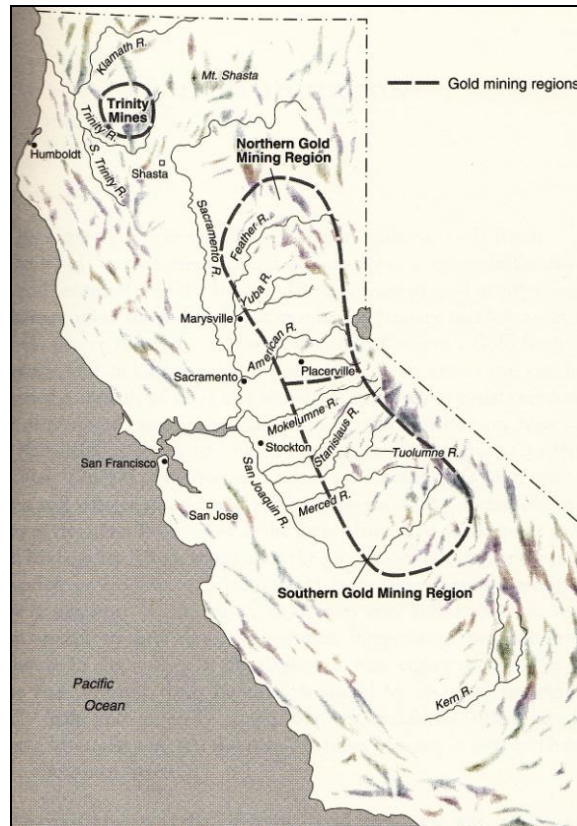 Klamath R.
Mt. Shasta
Gold mining regions
Trinity
Mines
Trinity R.
Humboldt
S. Trinity R.
Shasta
Northern Gold
Mining Region
Sacramento R.
Feather R.
Yuba R.
Marysville
American R.
Placerville
Sacramento
Mokelumne R.
Stockton
Stanislaus R.
Tuolumne R.
San Francisco
San Joaquin R.
Merced R.
San Jose
Southern Gold Mining Region
Pacific
Ocean
Kern R.